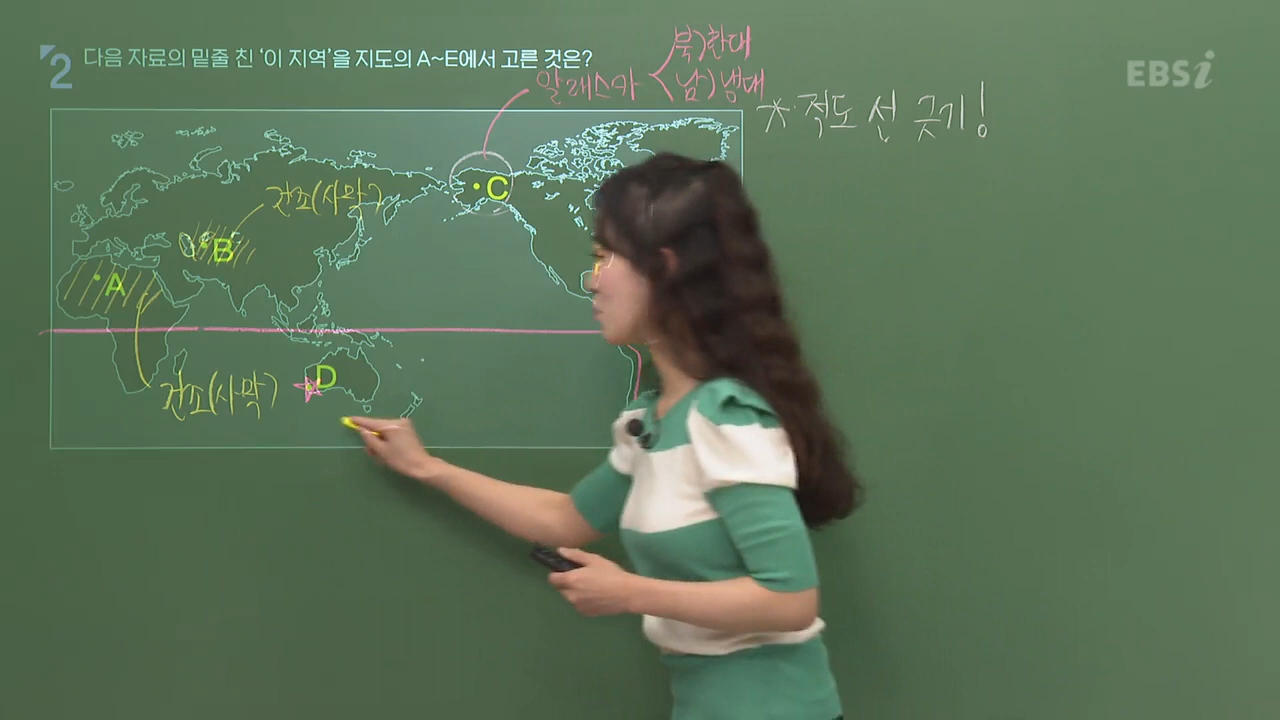 2 다음 자료의 밑줄 친 '이 지역'을 지도의 A~E에서 고른 것은?
EBSi
북)한대
알래스카
남)냉대
* 적도 선 긋기!
C
건조(사막)
B
A
D
건조(사막)